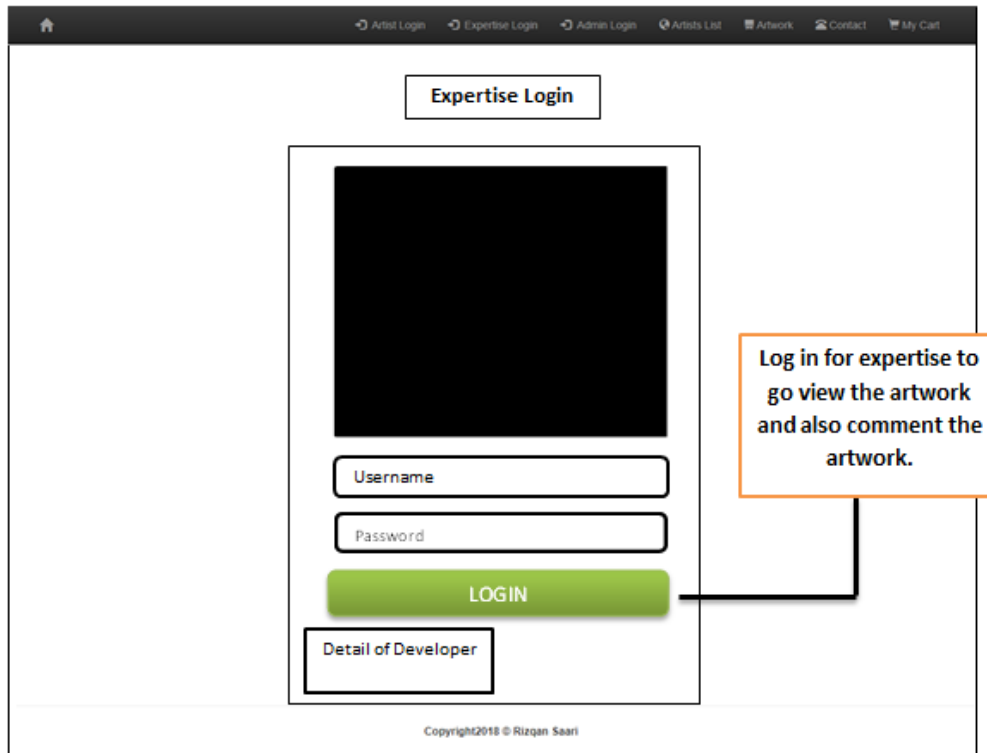 Artist Login Expertise Login Admin Login Artists List Artwork Contact My Cart
Expertise Login
Log in for expertise to
go view the artwork
and also comment the
artwork.
Username
Password
LOGIN
Detail of Developer
Copyright2018 © Rizqan Saari